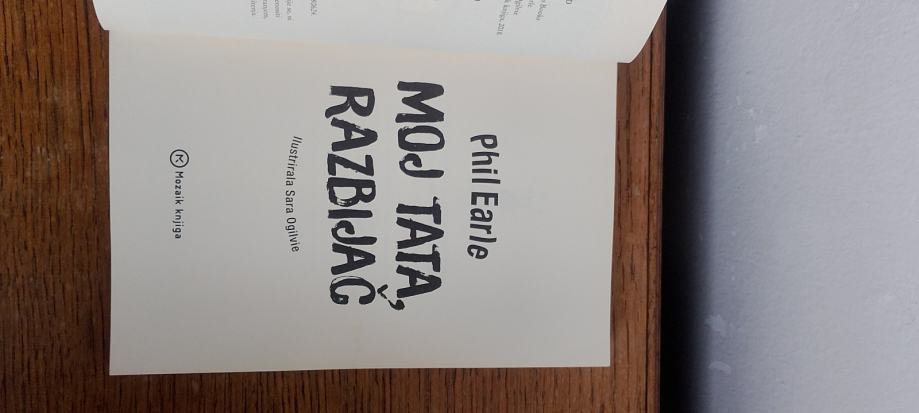 Phil Earle
MOJ TATA,
RAZBIJAČ
Ilustrirala Sara Ogilvie
Mozaik knjiga